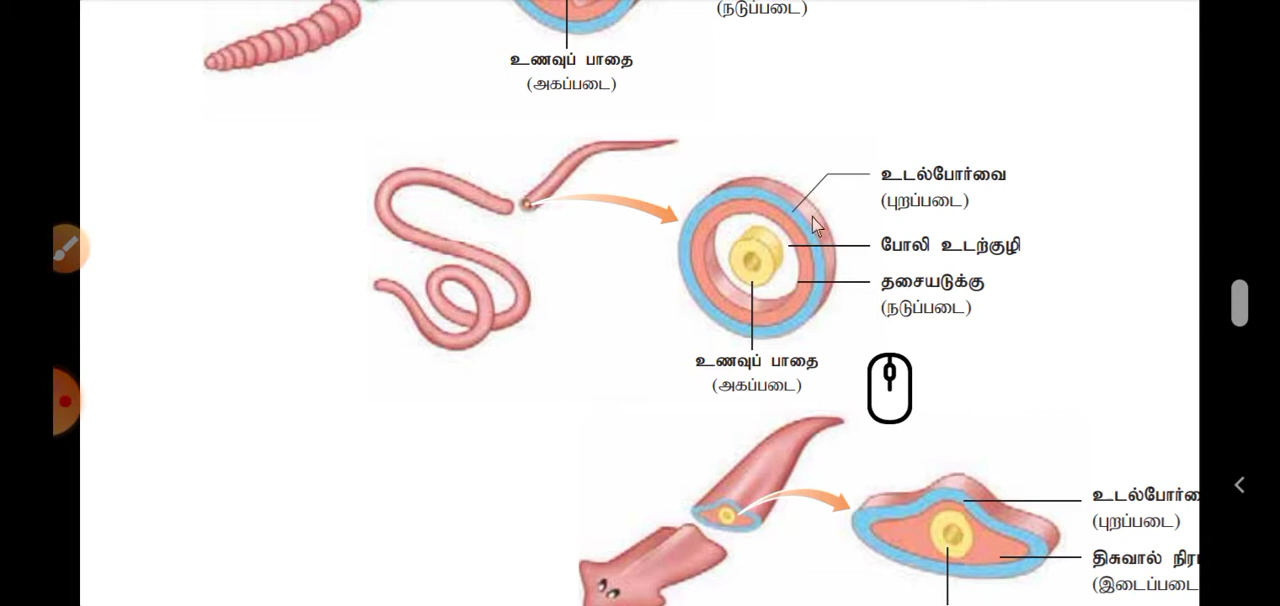 (நடுப்படை)
உணவுப் பாதை
(அகப்படை)
உடல்போர்வை
(புறப்படை)
போலி உடற்குழி
தசையடுக்கு
(நடுப்படை)
உணவுப் பாதை
(அகப்படை)
உடல்போர்வை
(புறப்படை)
திசுவால்
(இடைப்படை